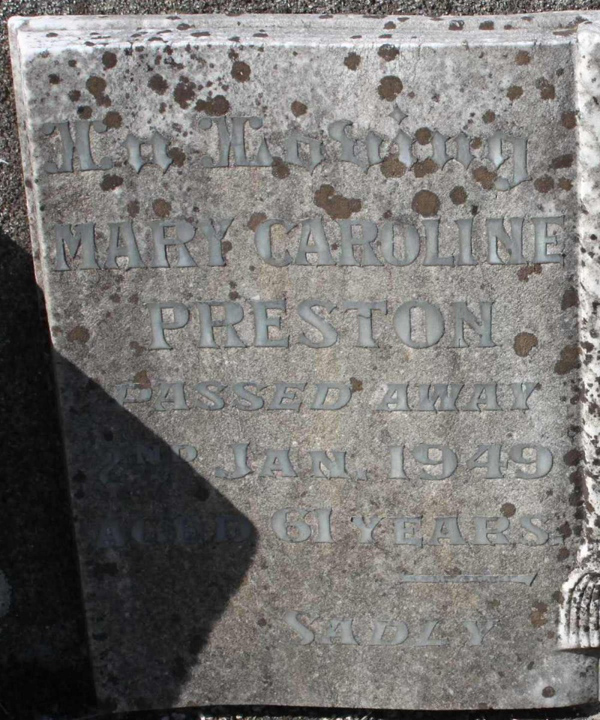 In Loving
MARY CAROLINE
PRESTON
PASSED AWAY
2ND JAN. 1949
AGED 61 YEARS.
SADLY